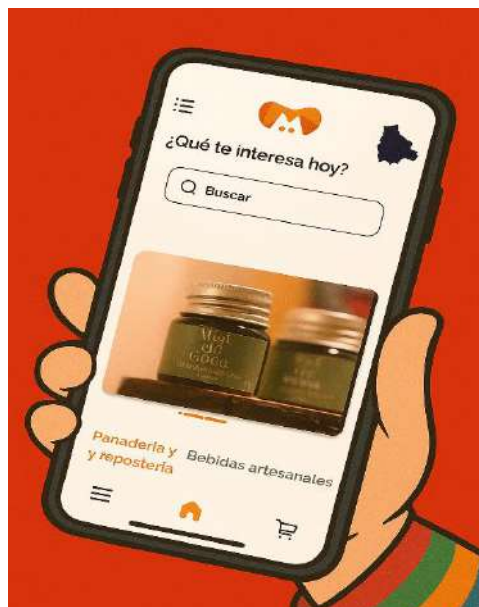 ¿Qué te interesa hoy?
Buscar
Panadería y
y repostería
Bebidas artesanales